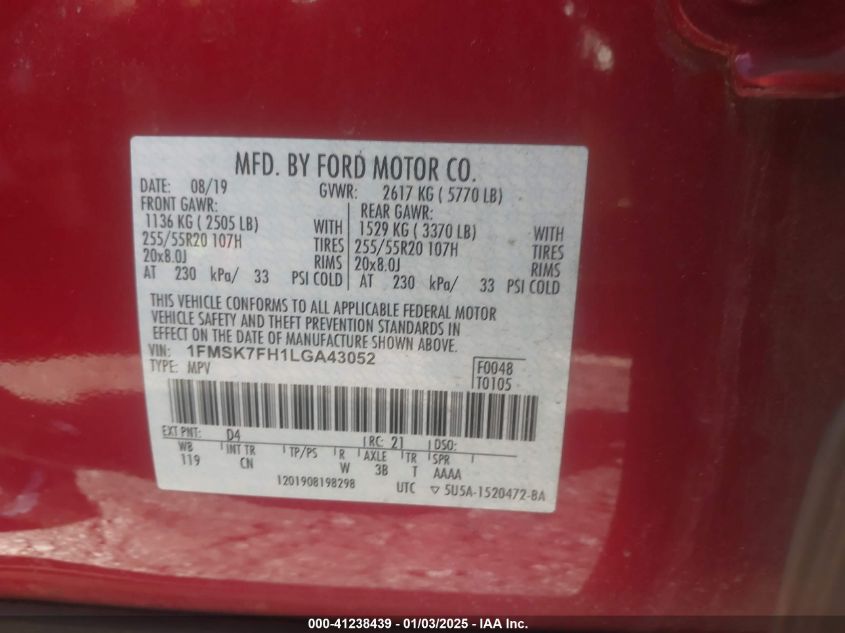 MFD. BY FORD MOTOR CO.
DATE: 08/19 GVWR: 2617 KG ( 5770 LB)
FRONT GAWR: REAR GAWR:
1136 KG ( 2505 LB) WITH 1529 KG ( 3370 LB) WITH
255/55R20 107H TIRES 255/55R20 107H TIRES
20x8.0J RIMS 20x8.0J RIMS
AT 230 kPa/ 33 PSI COLD AT 230 kPa/ 33 PSI COLD
THIS VEHICLE CONFORMS TO ALL APPLICABLE FEDERAL MOTOR
VEHICLE SAFETY AND THEFT PREVENTION STANDARDS IN
EFFECT ON THE DATE OF MANUFACTURE SHOWN ABOVE.
VIN: 1FMSK7FH1LGA43052
TYPE: MPV F0048
T0105
EXT PNT: D4 RC: 21 DSO:
WB INT TR TP/PS R AXLE TR SPR
119 CN W 3B T AAAA
1201908198298 UTC ▽ 5U5A-1520472-BA
000-41238439 - 01/03/2025 - IAAI Inc.